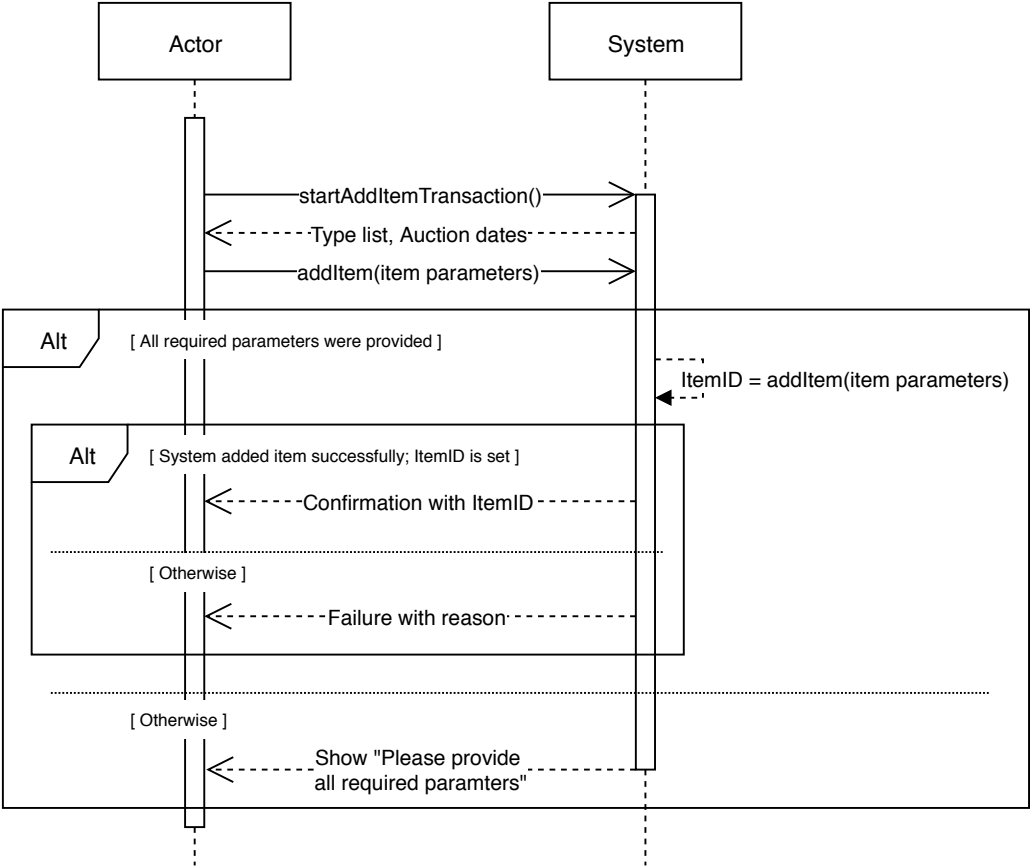 Actor
System
startAddItemTransaction()
Type list, Auction dates
addItem(item parameters)
Alt
[ All required parameters were provided ]
ItemID = addItem(item parameters)
Alt
[ System added item successfully; ItemID is set ]
Confirmation with ItemID
[ Otherwise ]
Failure with reason
[ Otherwise ]
Show "Please provide
all required paramters"